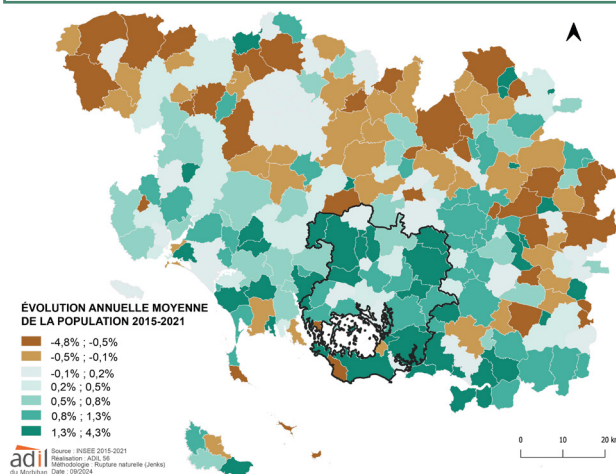 ÉVOLUTION ANNUELLE MOYENNE
DE LA POPULATION 2015-2021
-4,8% ; -0,5%
-0,5% ; -0,1%
-0,1% ; 0,2%
0,2% ; 0,5%
0,5% ; 0,8%
0,8% ; 1,3%
1,3% ; 4,3%
adil
du Morbihan
Source : INSEE 2015-2021
Réalisation : ADIL 56
Méthodologie : Rupture naturelle (Jenks)
Date : 09/2024
0 10 20 k